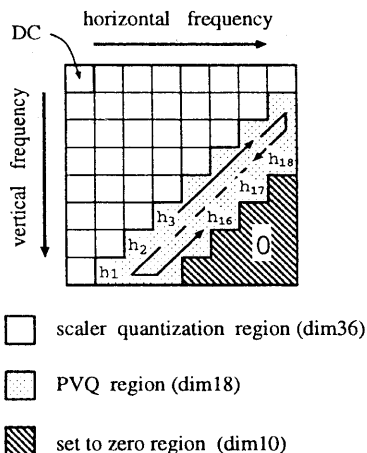 horizontal frequency
DC
vertical frequency
h18
h17
h3
h16
h2
h1
0
scaler quantization region (dim36)
PVQ region (dim18)
set to zero region (dim10)